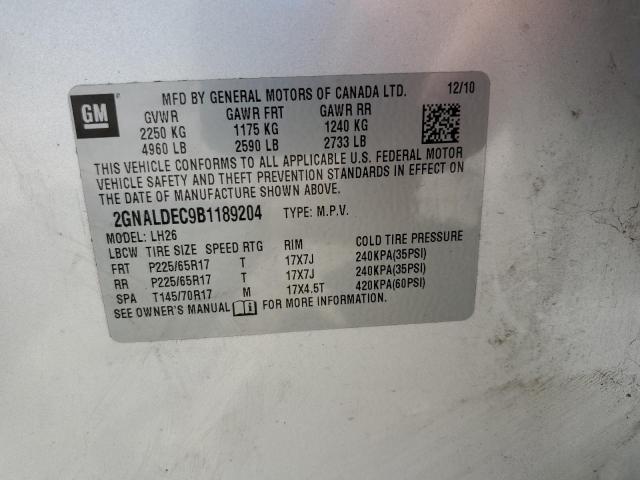 GM
MFD BY GENERAL MOTORS OF CANADA LTD. 12/10
GVWR GAWR FRT GAWR RR
2250 KG 1175 KG 1240 KG
4960 LB 2590 LB 2733 LB
THIS VEHICLE CONFORMS TO ALL APPLICABLE U.S. FEDERAL MOTOR
VEHICLE SAFETY AND THEFT PREVENTION STANDARDS IN EFFECT ON
THE DATE OF MANUFACTURE SHOWN ABOVE.
2GNALDEC9B1189204 TYPE: M.P.V.
MODEL: LH26
LBCW TIRE SIZE SPEED RTG RIM COLD TIRE PRESSURE
FRT P225/65R17 T 17X7J 240KPA(35PSI)
RR P225/65R17 T 17X7J 240KPA(35PSI)
SPA T145/70R17 M 17X4.5T 420KPA(60PSI)
SEE OWNER'S MANUAL FOR MORE INFORMATION.